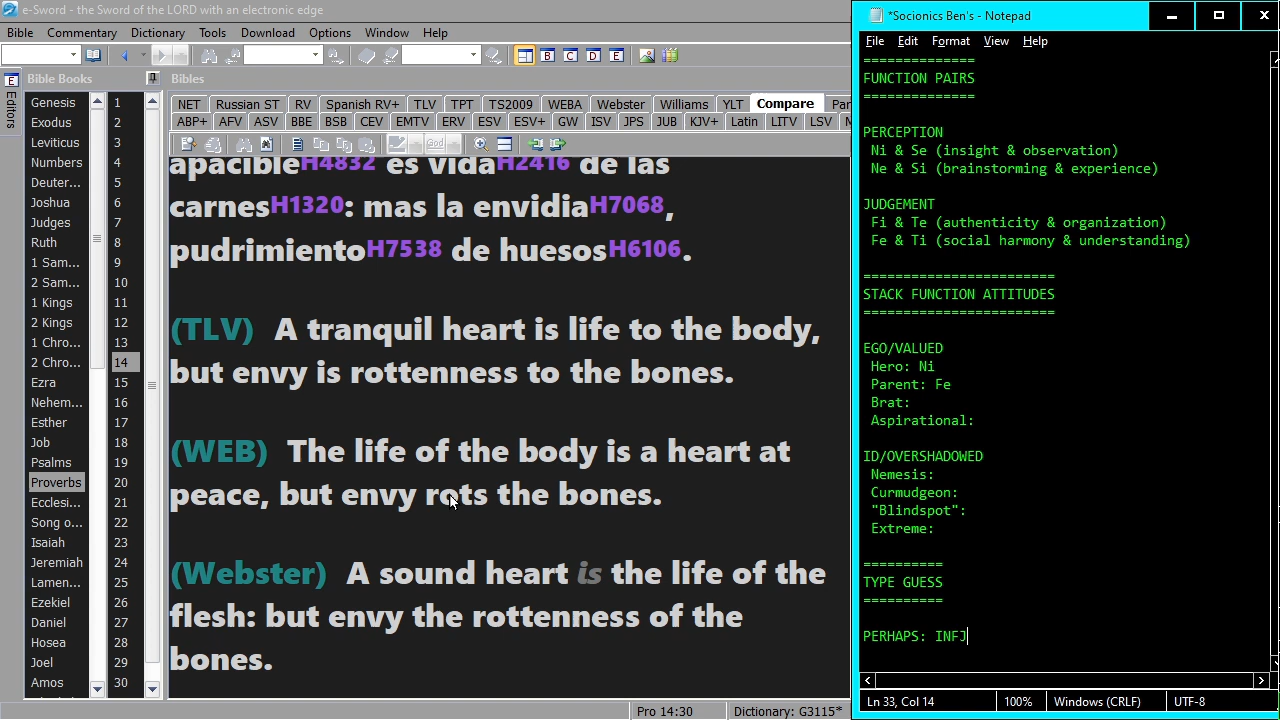 e-Sword - the Sword of the LORD with an electronic edge
Bible Commentary Dictionary Tools Download Options Window Help
B C D E
Editors
Bible Books
Genesis
Exodus
Leviticus
Numbers
Deuter...
Joshua
Judges
Ruth
1 Sam...
2 Sam...
1 Kings
2 Kings
1 Chro...
2 Chro...
Ezra
Nehem...
Esther
Job
Psalms
Proverbs
Ecclesi...
Song o...
Isaiah
Jeremiah
Lamen...
Ezekiel
Daniel
Hosea
Joel
Amos
1
2
3
4
5
6
7
8
9
10
11
12
13
14
15
16
17
18
19
20
21
22
23
24
25
26
27
28
29
30
Bibles
NET Russian ST RV Spanish RV+ TLV TPT TS2009 WEBA Webster Williams YLT Compare Par
ABP+ AFV ASV BBE BSB CEV EMTV ERV ESV ESV+ GW ISV JPS JUB KJV+ Latin LITV LSV M
God
apacibleH4832 es vidaH2416 de las
carnesH1320: mas la envidiaH7068,
pudrimientoH7538 de huesosH6106.
(TLV) A tranquil heart is life to the body,
but envy is rottenness to the bones.
(WEB) The life of the body is a heart at
peace, but envy rots the bones.
(Webster) A sound heart is the life of the
flesh: but envy the rottenness of the
bones.
Pro 14:30 Dictionary: G3115*
*Socionics Ben's - Notepad
File Edit Format View Help
==============
FUNCTION PAIRS
==============
PERCEPTION
Ni & Se (insight & observation)
Ne & Si (brainstorming & experience)
JUDGEMENT
Fi & Te (authenticity & organization)
Fe & Ti (social harmony & understanding)
========================
STACK FUNCTION ATTITUDES
========================
EGO/VALUED
Hero: Ni
Parent: Fe
Brat:
Aspirational:
ID/OVERSHADOWED
Nemesis:
Curmudgeon:
"Blindspot":
Extreme:
==========
TYPE GUESS
==========
PERHAPS: INFJ
Ln 33, Col 14 100% Windows (CRLF) UTF-8